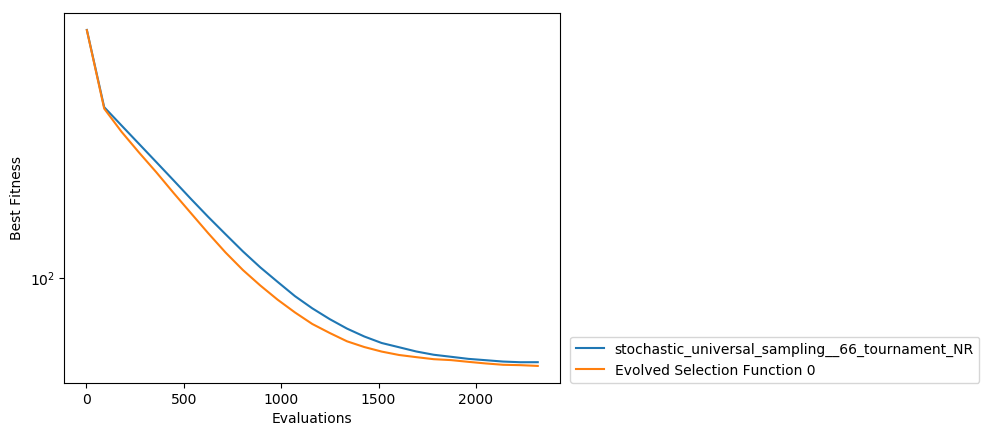 Best Fitness
10²
0
500
1000
1500
2000
Evaluations
stochastic_universal_sampling__66_tournament_NR
Evolved Selection Function 0